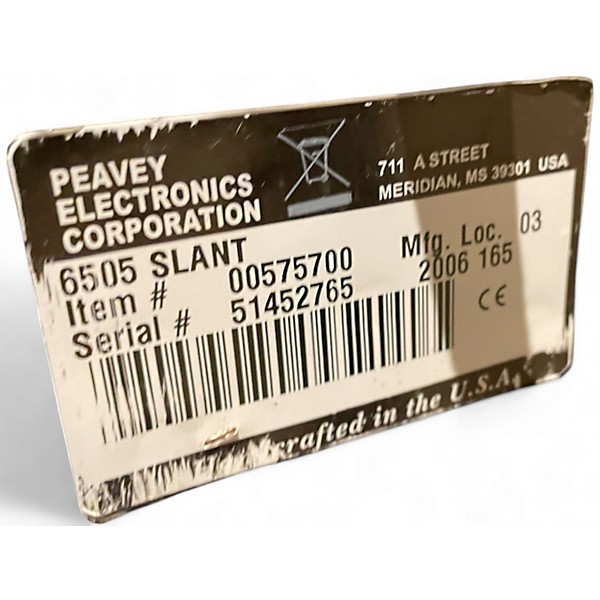 PEAVEY
ELECTRONICS
CORPORATION
711 A STREET
MERIDIAN, MS 39301 USA
6505 SLANT
Item # 00575700
Serial # 51452765
Mfg. Loc. 03
2006 165
CE
crafted in the U.S.A.